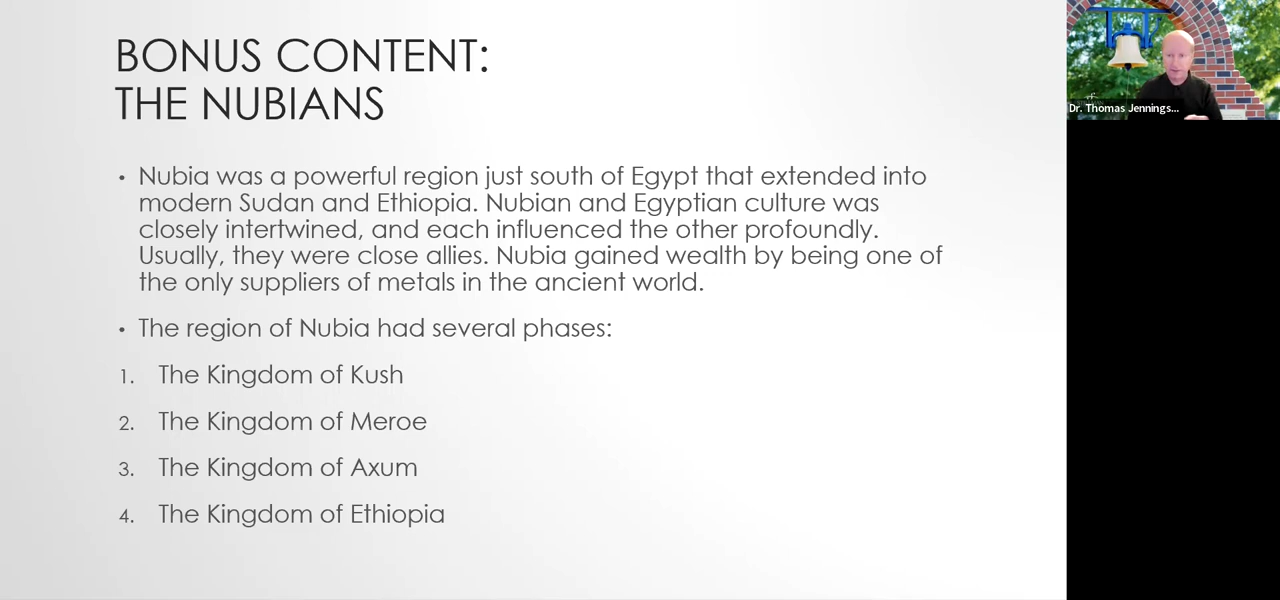 BONUS CONTENT:
THE NUBIANS
• Nubia was a powerful region just south of Egypt that extended into
modern Sudan and Ethiopia. Nubian and Egyptian culture was
closely intertwined, and each influenced the other profoundly.
Usually, they were close allies. Nubia gained wealth by being one of
the only suppliers of metals in the ancient world.
• The region of Nubia had several phases:
1. The Kingdom of Kush
2. The Kingdom of Meroe
3. The Kingdom of Axum
4. The Kingdom of Ethiopia
Dr. Thomas Jennings...